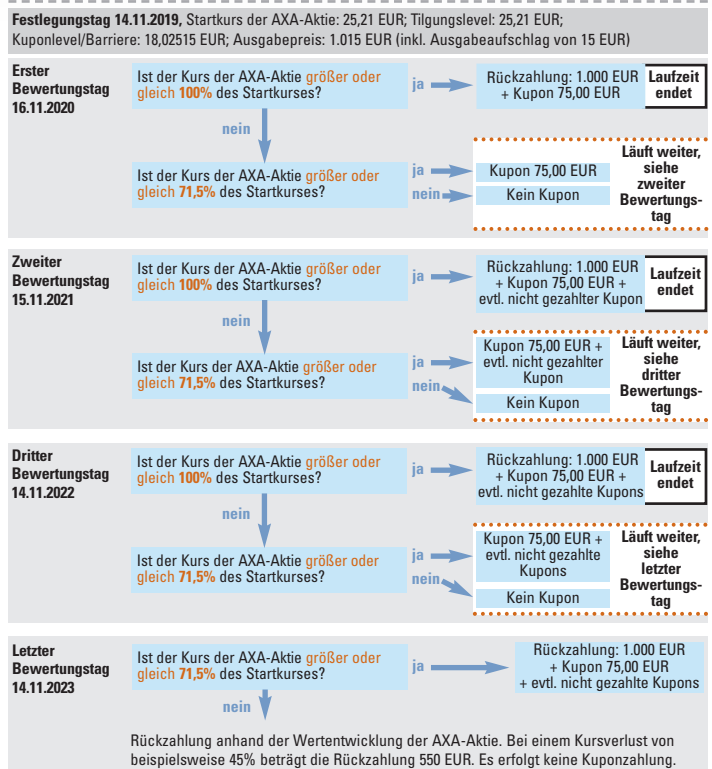 Festlegungstag 14.11.2019, Startkurs der AXA-Aktie: 25,21 EUR; Tilgungslevel: 25,21 EUR;
Kuponlevel/Barriere: 18,02515 EUR; Ausgabepreis: 1.015 EUR (inkl. Ausgabeaufschlag von 15 EUR)
Erster
Bewertungstag
16.11.2020
Ist der Kurs der AXA-Aktie größer oder
gleich 100% des Startkurses?
ja
Rückzahlung: 1.000 EUR
+ Kupon 75,00 EUR
Laufzeit
endet
nein
Ist der Kurs der AXA-Aktie größer oder
gleich 71,5% des Startkurses?
ja
Kupon 75,00 EUR
nein
Kein Kupon
Läuft weiter,
siehe
zweiter
Bewertungs-
tag
Zweiter
Bewertungstag
15.11.2021
Ist der Kurs der AXA-Aktie größer oder
gleich 100% des Startkurses?
ja
Rückzahlung: 1.000 EUR
+ Kupon 75,00 EUR +
evtl. nicht gezahlter Kupon
Laufzeit
endet
nein
Ist der Kurs der AXA-Aktie größer oder
gleich 71,5% des Startkurses?
ja
Kupon 75,00 EUR +
evtl. nicht gezahlter
Kupon
nein
Kein Kupon
Läuft weiter,
siehe
dritter
Bewertungs-
tag
Dritter
Bewertungstag
14.11.2022
Ist der Kurs der AXA-Aktie größer oder
gleich 100% des Startkurses?
ja
Rückzahlung: 1.000 EUR
+ Kupon 75,00 EUR +
evtl. nicht gezahlte Kupons
Laufzeit
endet
nein
Ist der Kurs der AXA-Aktie größer oder
gleich 71,5% des Startkurses?
ja
Kupon 75,00 EUR +
evtl. nicht gezahlte
Kupons
nein
Kein Kupon
Läuft weiter,
siehe
letzter
Bewertungs-
tag
Letzter
Bewertungstag
14.11.2023
Ist der Kurs der AXA-Aktie größer oder
gleich 71,5% des Startkurses?
ja
Rückzahlung: 1.000 EUR
+ Kupon 75,00 EUR
+ evtl. nicht gezahlte Kupons
nein
Rückzahlung anhand der Wertentwicklung der AXA-Aktie. Bei einem Kursverlust von
beispielsweise 45% beträgt die Rückzahlung 550 EUR. Es erfolgt keine Kuponzahlung.